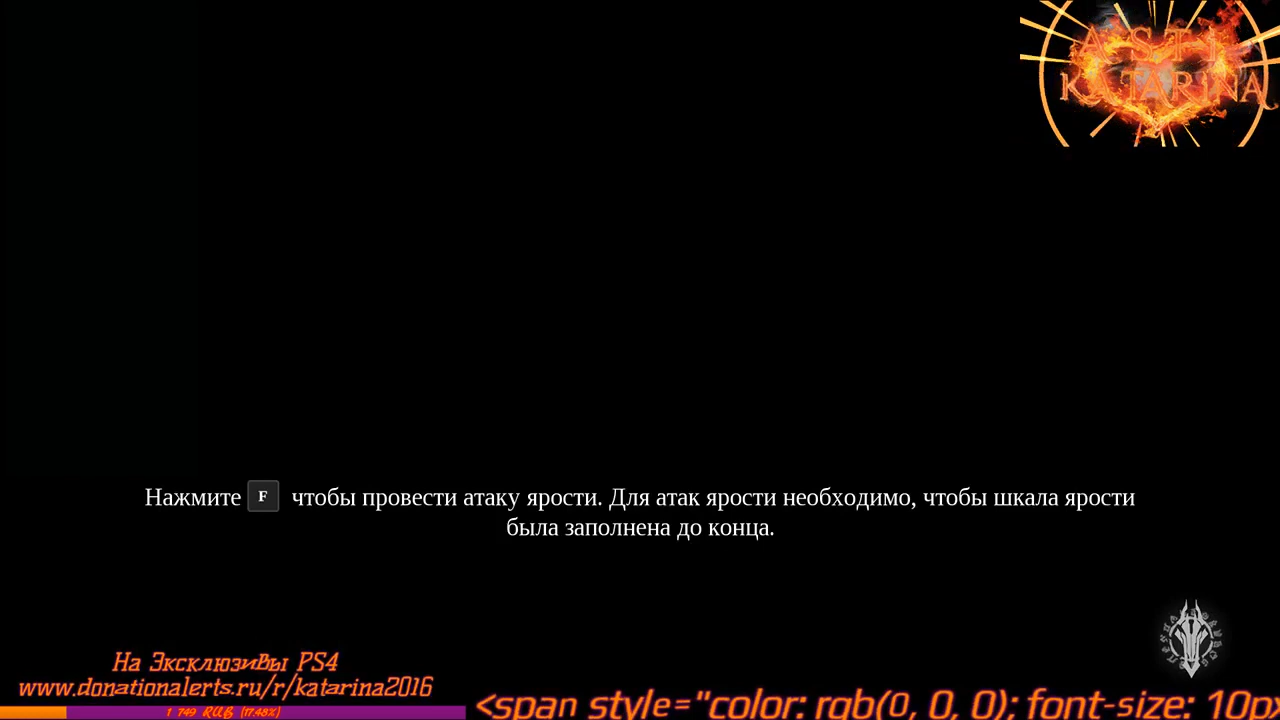 ASTI
KATARINA
Нажмите F чтобы провести атаку ярости. Для атак ярости необходимо, чтобы шкала ярости
была заполнена до конца.
На Эксклюзивы PS4
www.donationalerts.ru/r/katarina2016
1 749 RUB (17.48%)
<span style="color: rgb(0, 0, 0); font-size: 10px